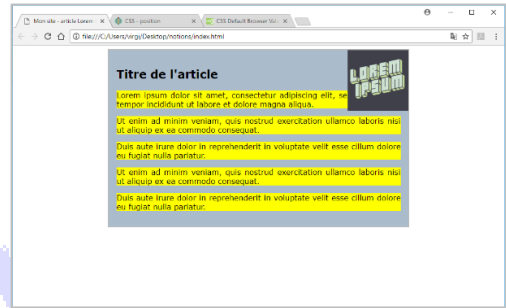 Mon site - article Lorem
CSS - position
CSS Default Browser Val
file:///C:/Users/virgi/Desktop/notions/index.html
Titre de l'article
LOREM
IPSUM
Lorem ipsum dolor sit amet, consectetur adipiscing elit, se
tempor incididunt ut labore et dolore magna aliqua.
Ut enim ad minim veniam, quis nostrud exercitation ullamco laboris nisi
ut aliquip ex ea commodo consequat.
Duis aute irure dolor in reprehenderit in voluptate velit esse cillum dolore
eu fugiat nulla pariatur.
Ut enim ad minim veniam, quis nostrud exercitation ullamco laboris nisi
ut aliquip ex ea commodo consequat.
Duis aute irure dolor in reprehenderit in voluptate velit esse cillum dolore
eu fugiat nulla pariatur.